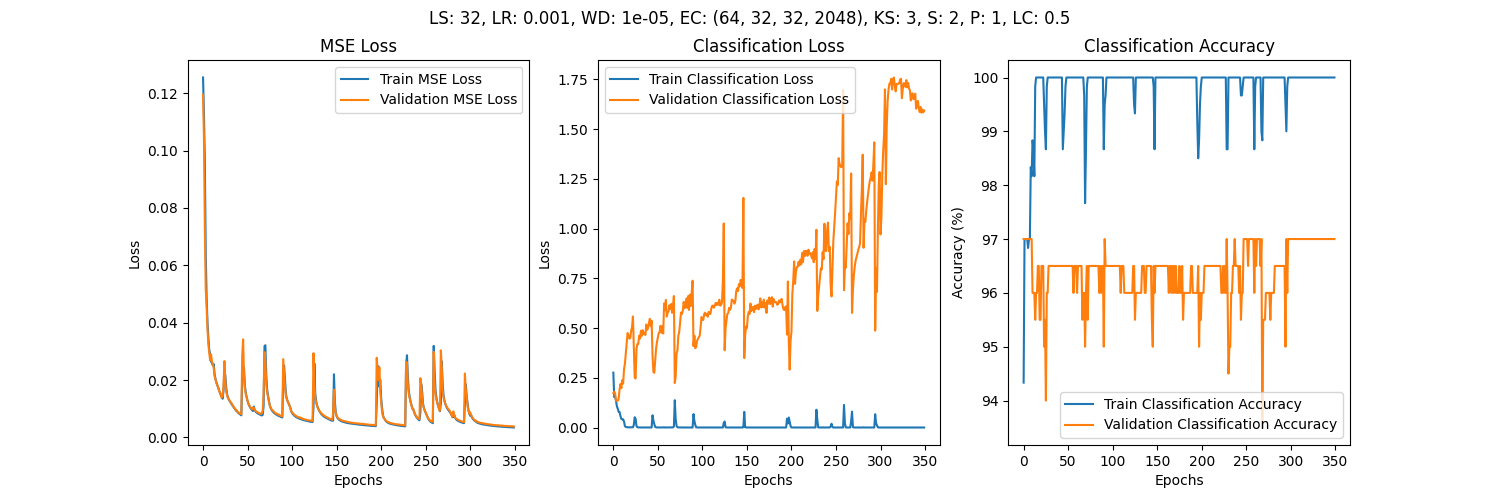 LS: 32, LR: 0.001, WD: 1e-05, EC: (64, 32, 32, 2048), KS: 3, S: 2, P: 1, LC: 0.5
MSE Loss
Train MSE Loss
Validation MSE Loss
0.12
0.10
0.08
0.06
0.04
0.02
0.00
Loss
0 50 100 150 200 250 300 350
Epochs
Classification Loss
Train Classification Loss
Validation Classification Loss
1.75
1.50
1.25
1.00
0.75
0.50
0.25
0.00
Loss
0 50 100 150 200 250 300 350
Epochs
Classification Accuracy
100
99
98
97
96
95
94
Accuracy (%)
Train Classification Accuracy
Validation Classification Accuracy
0 50 100 150 200 250 300 350
Epochs